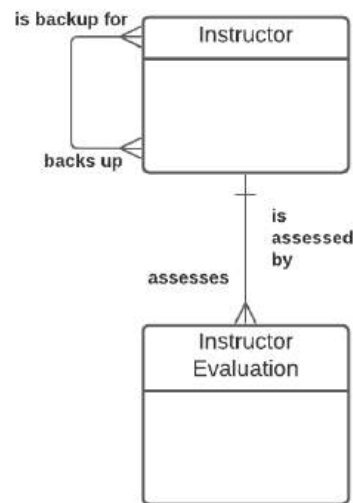 is backup for
Instructor
backs up
is
assessed
by
assesses
Instructor
Evaluation